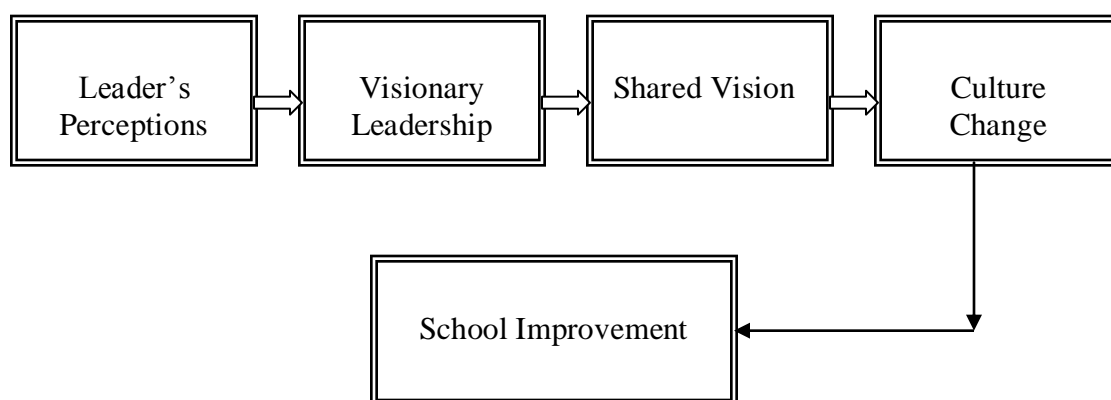 Leader’s
Perceptions
Visionary
Leadership
Shared Vision
Culture
Change
School Improvement